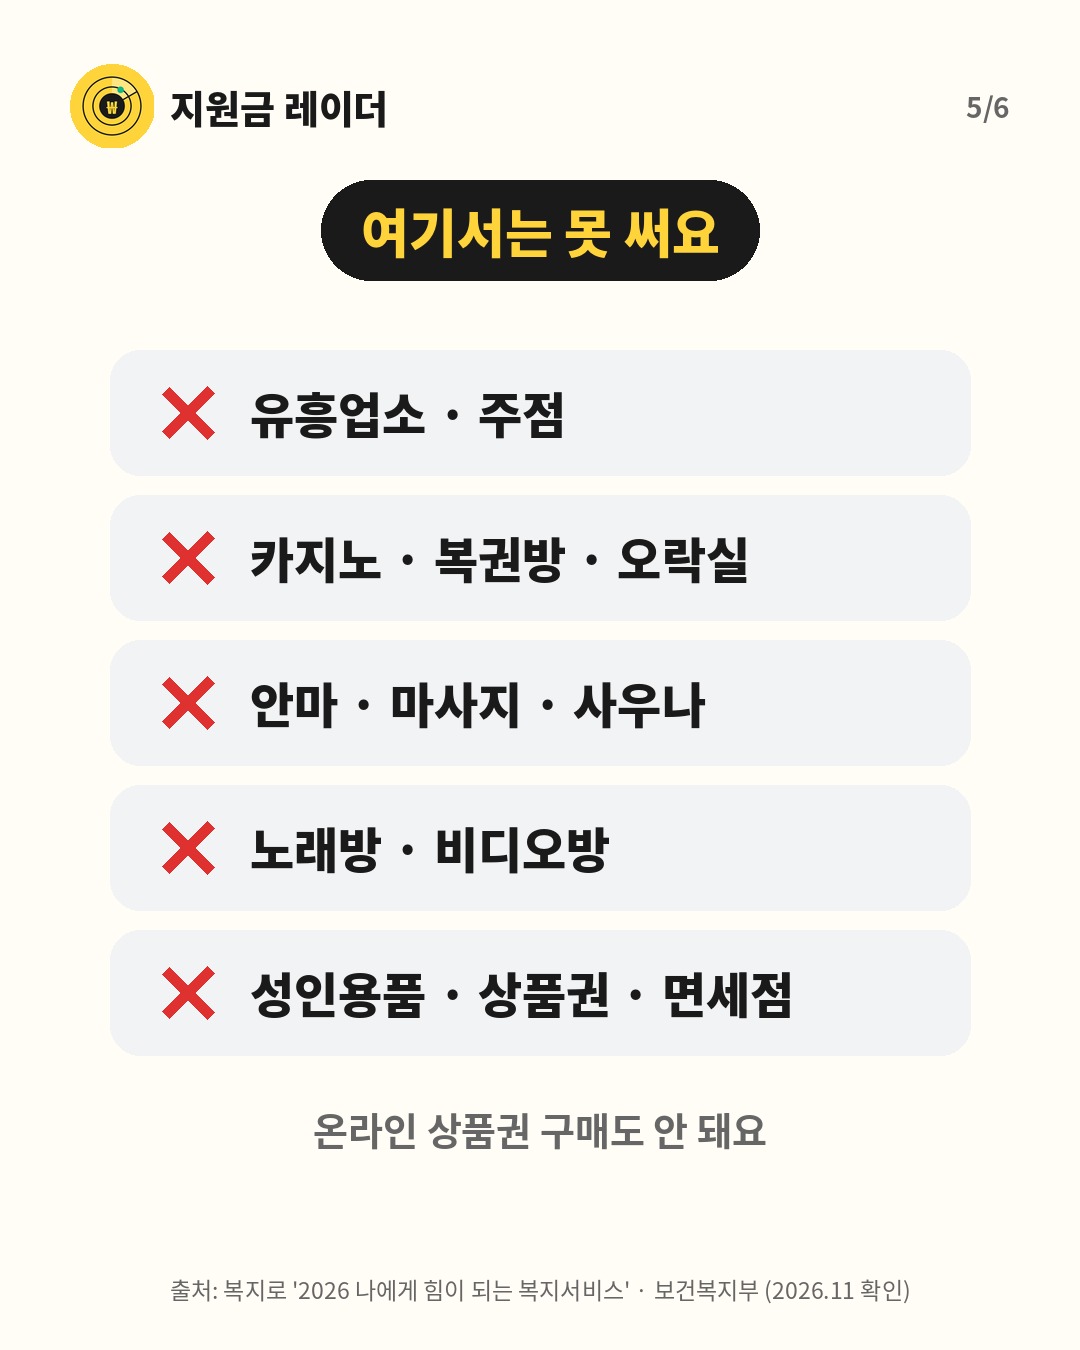 지원금 레이더
5/6
여기서는 못 써요
유흥업소 · 주점
카지노 · 복권방 · 오락실
안마 · 마사지 · 사우나
노래방 · 비디오방
성인용품 · 상품권 · 면세점
온라인 상품권 구매도 안 돼요
출처: 복지로 '2026 나에게 힘이 되는 복지서비스' · 보건복지부 (2026.11 확인)